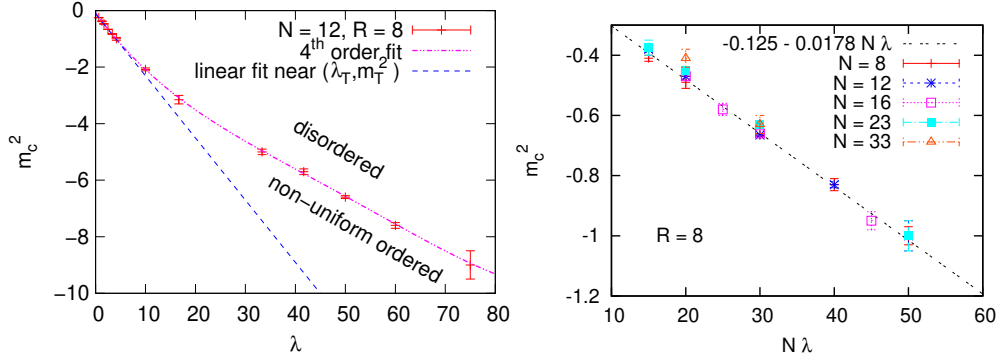 0
−2
−4
−6
−8
−10
0 10 20 30 40 50 60 70 80
m_c^2
λ
N = 12, R = 8
4^th order fit
linear fit near (λ_T,m_T^2)
disordered
non−uniform ordered
-0.4
-0.6
-0.8
-1
-1.2
10 20 30 40 50 60
m_c^2
N λ
-0.125 - 0.0178 N λ
N = 8
N = 12
N = 16
N = 23
N = 33
R = 8